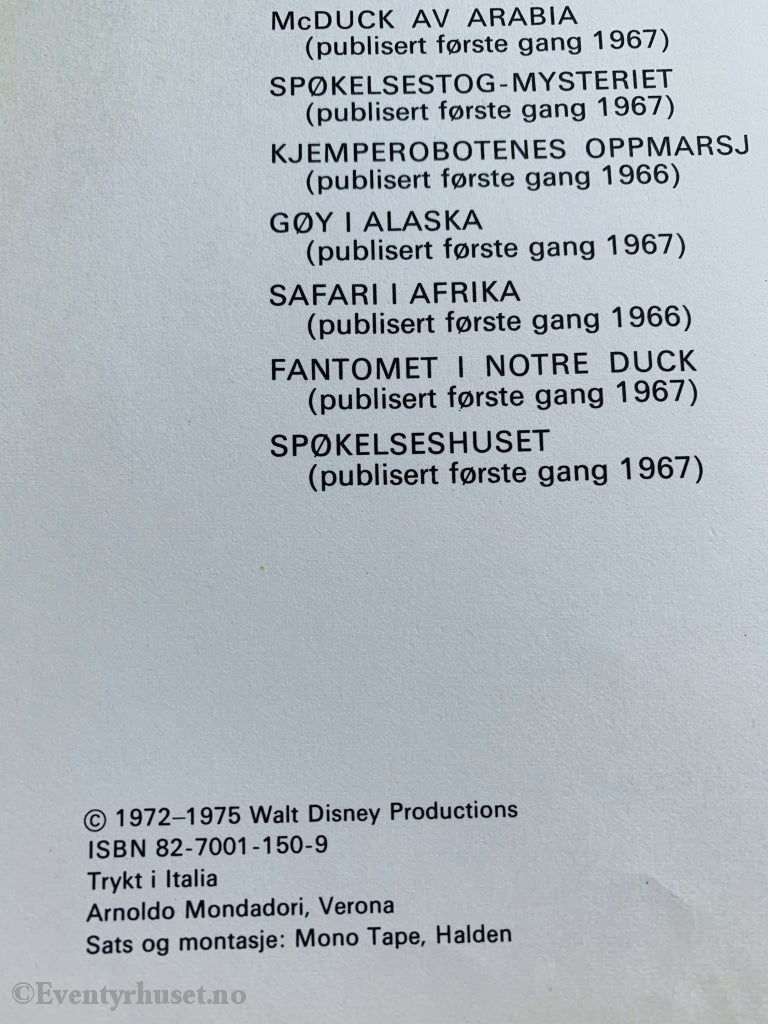 McDUCK AV ARABIA
(publisert første gang 1967)
SPØKELSESTOG-MYSTERIET
(publisert første gang 1967)
KJEMPEROBOTENES OPPMARSJ
(publisert første gang 1966)
GØY I ALASKA
(publisert første gang 1967)
SAFARI I AFRIKA
(publisert første gang 1966)
FANTOMET I NOTRE DUCK
(publisert første gang 1967)
SPØKELSESHUSET
(publisert første gang 1967)
© 1972–1975 Walt Disney Productions
ISBN 82-7001-150-9
Trykt i Italia
Arnoldo Mondadori, Verona
Sats og montasje: Mono Tape, Halden
©Eventyrhuset.no